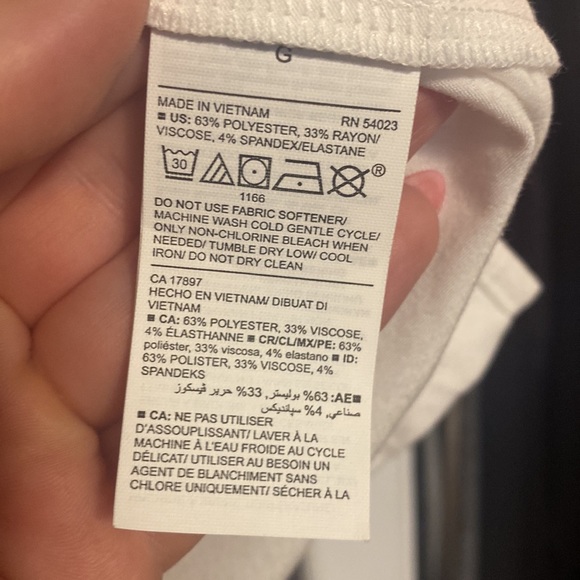 G
MADE IN VIETNAM RN 54023
■ US: 63% POLYESTER, 33% RAYON/
VISCOSE, 4% SPANDEX/ELASTANE
30 ®
1166
DO NOT USE FABRIC SOFTENER/
MACHINE WASH COLD GENTLE CYCLE/
ONLY NON-CHLORINE BLEACH WHEN
NEEDED/ TUMBLE DRY LOW/ COOL
IRON/ DO NOT DRY CLEAN
CA 17897
HECHO EN VIETNAM/ DIBUAT DI
VIETNAM
■ CA: 63% POLYESTER, 33% VISCOSE,
4% ÉLASTHANNE ■ CR/CL/MX/PE: 63%
poliéster, 33% viscosa, 4% elastano ■ ID:
63% POLISTER, 33% VISCOSE, 4%
SPANDEKS
■AE: 63% بوليستر, 33% حرير ڤيسكوز
صناعي, 4% سپانديكس
■ CA: NE PAS UTILISER
D'ASSOUPLISSANT/ LAVER À LA
MACHINE À L'EAU FROIDE AU CYCLE
DÉLICAT/ UTILISER AU BESOIN UN
AGENT DE BLANCHIMENT SANS
CHLORE UNIQUEMENT/ SÉCHER À LA